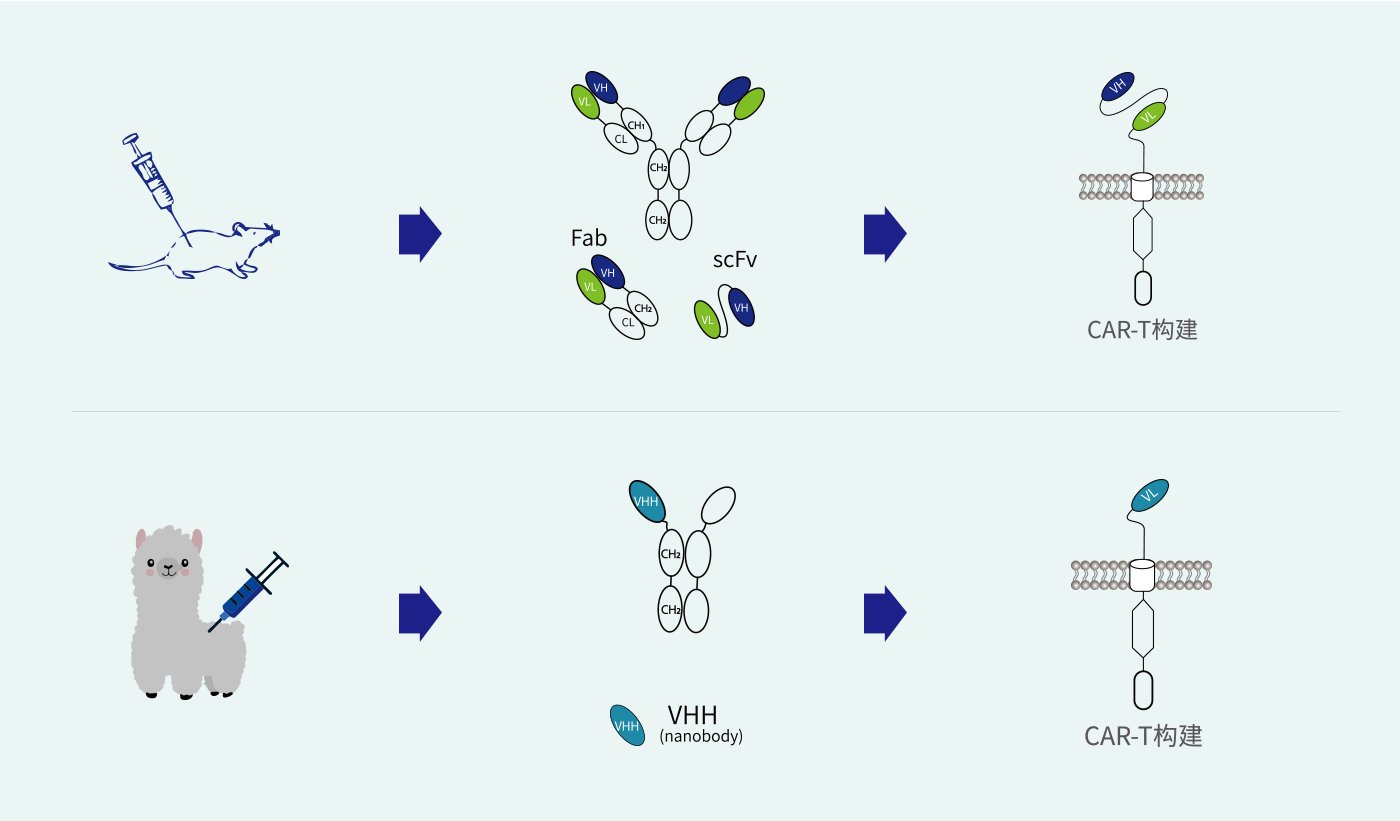 VH
VL
CH₁
CL
CH₂
CH₂
Fab
VH
VL
CH₂
CL
scFv
VL
VH
VH
VL
CAR-T构建
VHH
CH₂
CH₂
VHH
VHH
(nanobody)
VL
CAR-T构建